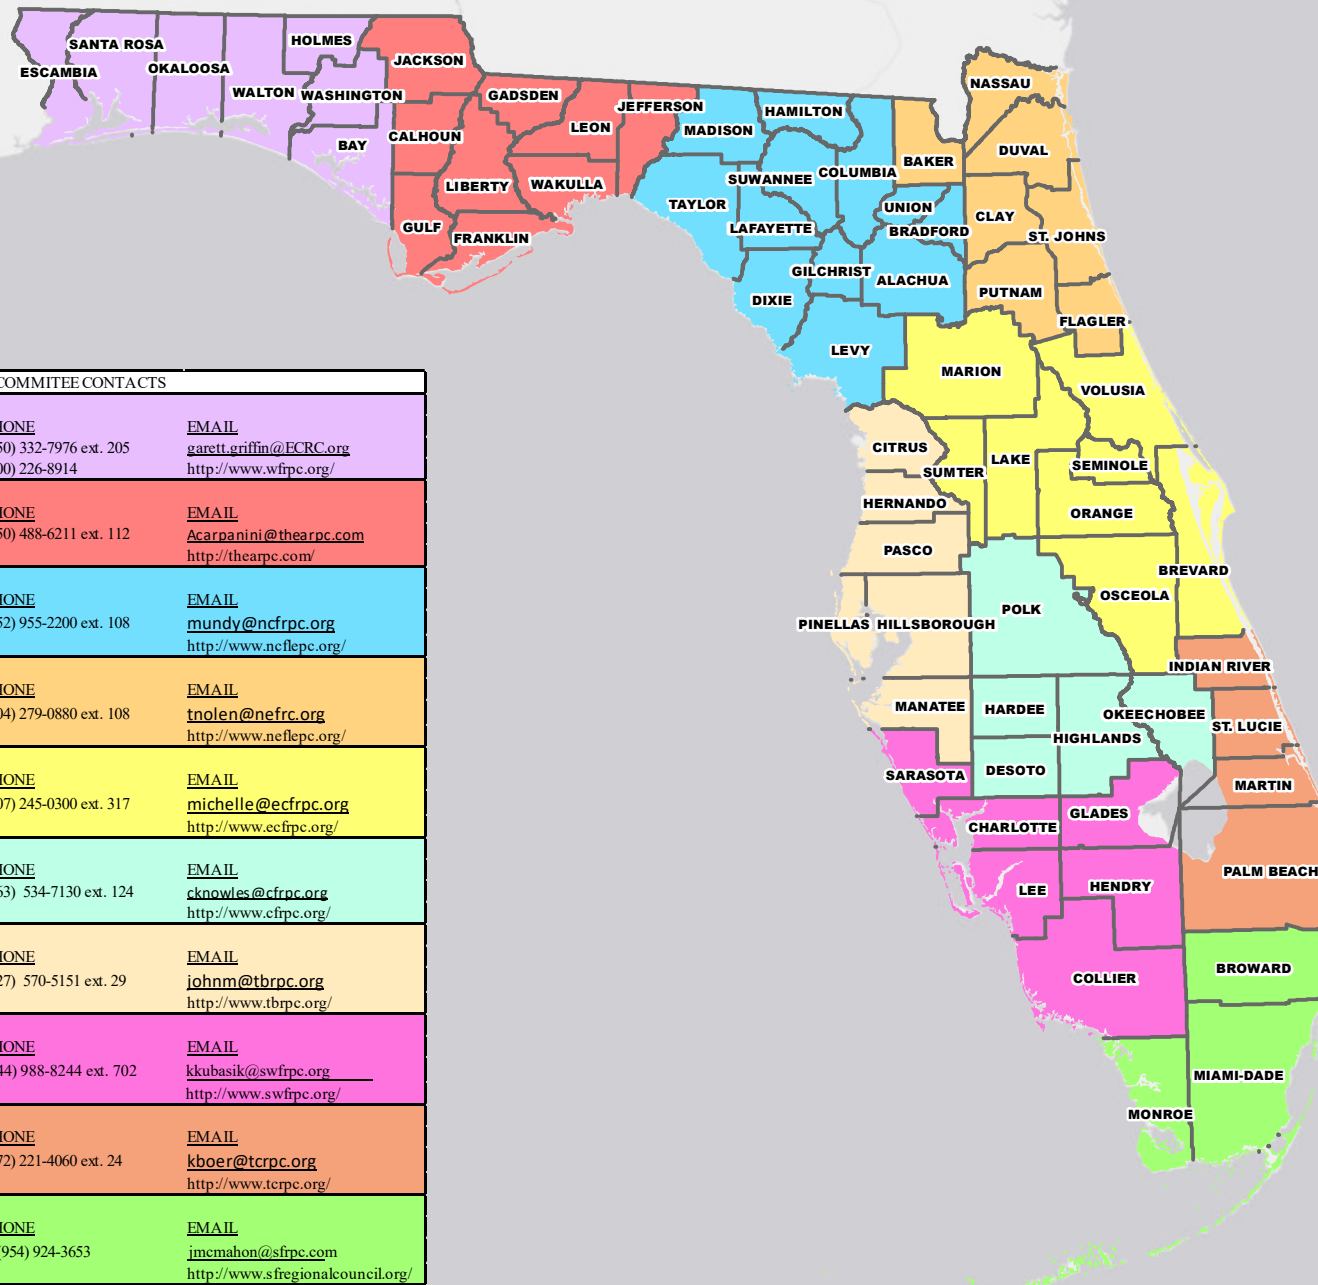 SANTA ROSA
HOLMES
ESCAMBIA
OKALOOSA
WALTON
WASHINGTON
BAY
JACKSON
GADSDEN
JEFFERSON
LEON
CALHOUN
LIBERTY
WAKULLA
GULF
FRANKLIN
MADISON
HAMILTON
SUWANNEE
COLUMBIA
TAYLOR
LAFAYETTE
UNION
BRADFORD
GILCHRIST
ALACHUA
DIXIE
LEVY
NASSAU
DUVAL
BAKER
CLAY
ST. JOHNS
PUTNAM
FLAGLER
MARION
VOLUSIA
CITRUS
SUMTER
LAKE
SEMINOLE
HERNANDO
ORANGE
PASCO
BREVARD
OSCEOLA
POLK
PINELLAS
HILLSBOROUGH
INDIAN RIVER
MANATEE
HARDEE
OKEECHOBEE
ST. LUCIE
HIGHLANDS
SARASOTA
DESOTO
MARTIN
CHARLOTTE
GLADES
LEE
HENDRY
PALM BEACH
COLLIER
BROWARD
MIAMI-DADE
MONROE
COMMITEE CONTACTS
HONE EMAIL
50) 332-7976 ext. 205 garett.griffin@ECRC.org
00) 226-8914 http://www.wfrpc.org/
HONE EMAIL
50) 488-6211 ext. 112 Acarpanini@thearpc.com
http://thearpc.com/
HONE EMAIL
52) 955-2200 ext. 108 mundy@ncfrpc.org
http://www.ncflepc.org/
HONE EMAIL
04) 279-0880 ext. 108 tnolen@nefrc.org
http://www.neflepc.org/
HONE EMAIL
07) 245-0300 ext. 317 michelle@ecfrpc.org
http://www.ecfrpc.org/
HONE EMAIL
63) 534-7130 ext. 124 cknowles@cfrpc.org
http://www.cfrpc.org/
HONE EMAIL
27) 570-5151 ext. 29 johnm@tbrpc.org
http://www.tbrpc.org/
HONE EMAIL
44) 988-8244 ext. 702 kkubasik@swfrpc.org
http://www.swfrpc.org/
HONE EMAIL
72) 221-4060 ext. 24 kboer@tcrpc.org
http://www.tcrpc.org/
HONE EMAIL
(954) 924-3653 jmcmahon@sfrpc.com
http://www.sfregionalcouncil.org/